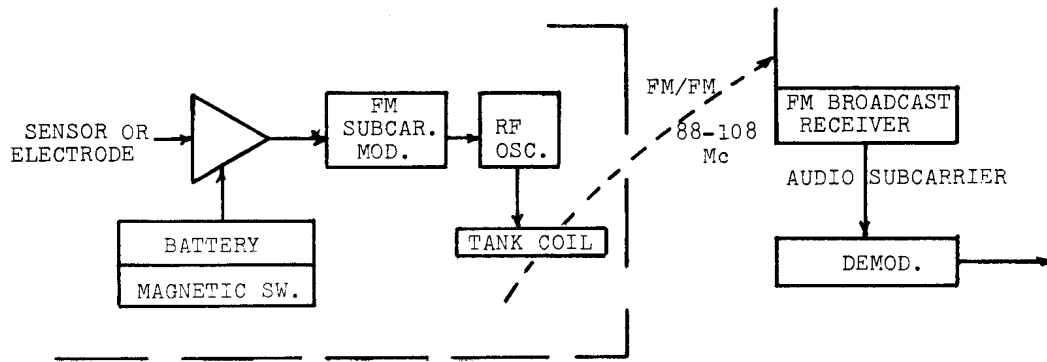 SENSOR OR
ELECTRODE
FM
SUBCAR.
MOD.
RF
OSC.
TANK COIL
BATTERY
MAGNETIC SW.
FM/FM
88-108
Mc
FM BROADCAST
RECEIVER
AUDIO SUBCARRIER
DEMOD.